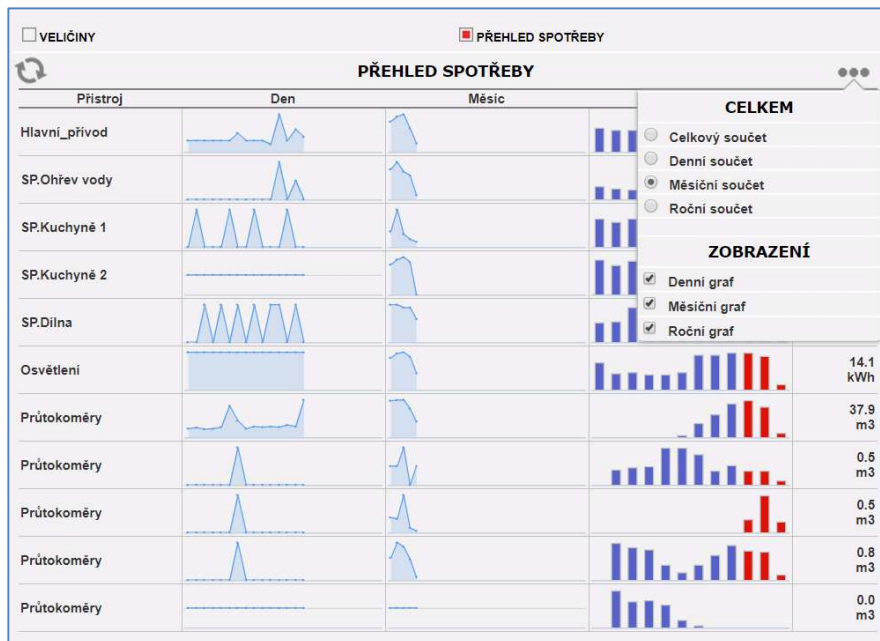 VELIČINY PŘEHLED SPOTŘEBY
PŘEHLED SPOTŘEBY
Přístroj Den Měsíc
CELKEM
Celkový součet
Denní součet
Měsíční součet
Roční součet
ZOBRAZENÍ
Denní graf
Měsíční graf
Roční graf
Hlavní_přívod
SP.Ohřev vody
SP.Kuchyně 1
SP.Kuchyně 2
SP.Dílna
Osvětlení 14.1
kWh
Průtokoměry 37.9
m3
Průtokoměry 0.5
m3
Průtokoměry 0.5
m3
Průtokoměry 0.8
m3
Průtokoměry 0.0
m3